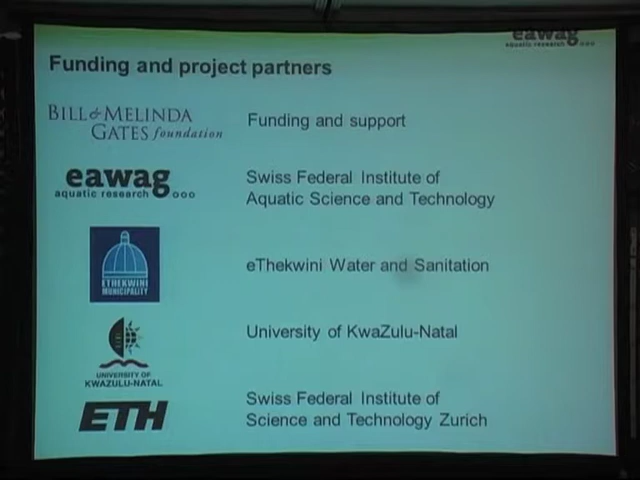 eawag
aquatic research ooo
Funding and project partners
BILL & MELINDA
GATES foundation
Funding and support
eawag
aquatic research ooo
Swiss Federal Institute of
Aquatic Science and Technology
ETHEKWINI
MUNICIPALITY
eThekwini Water and Sanitation
UNIVERSITY OF
KWAZULU-NATAL
University of KwaZulu-Natal
ETH
Swiss Federal Institute of
Science and Technology Zurich